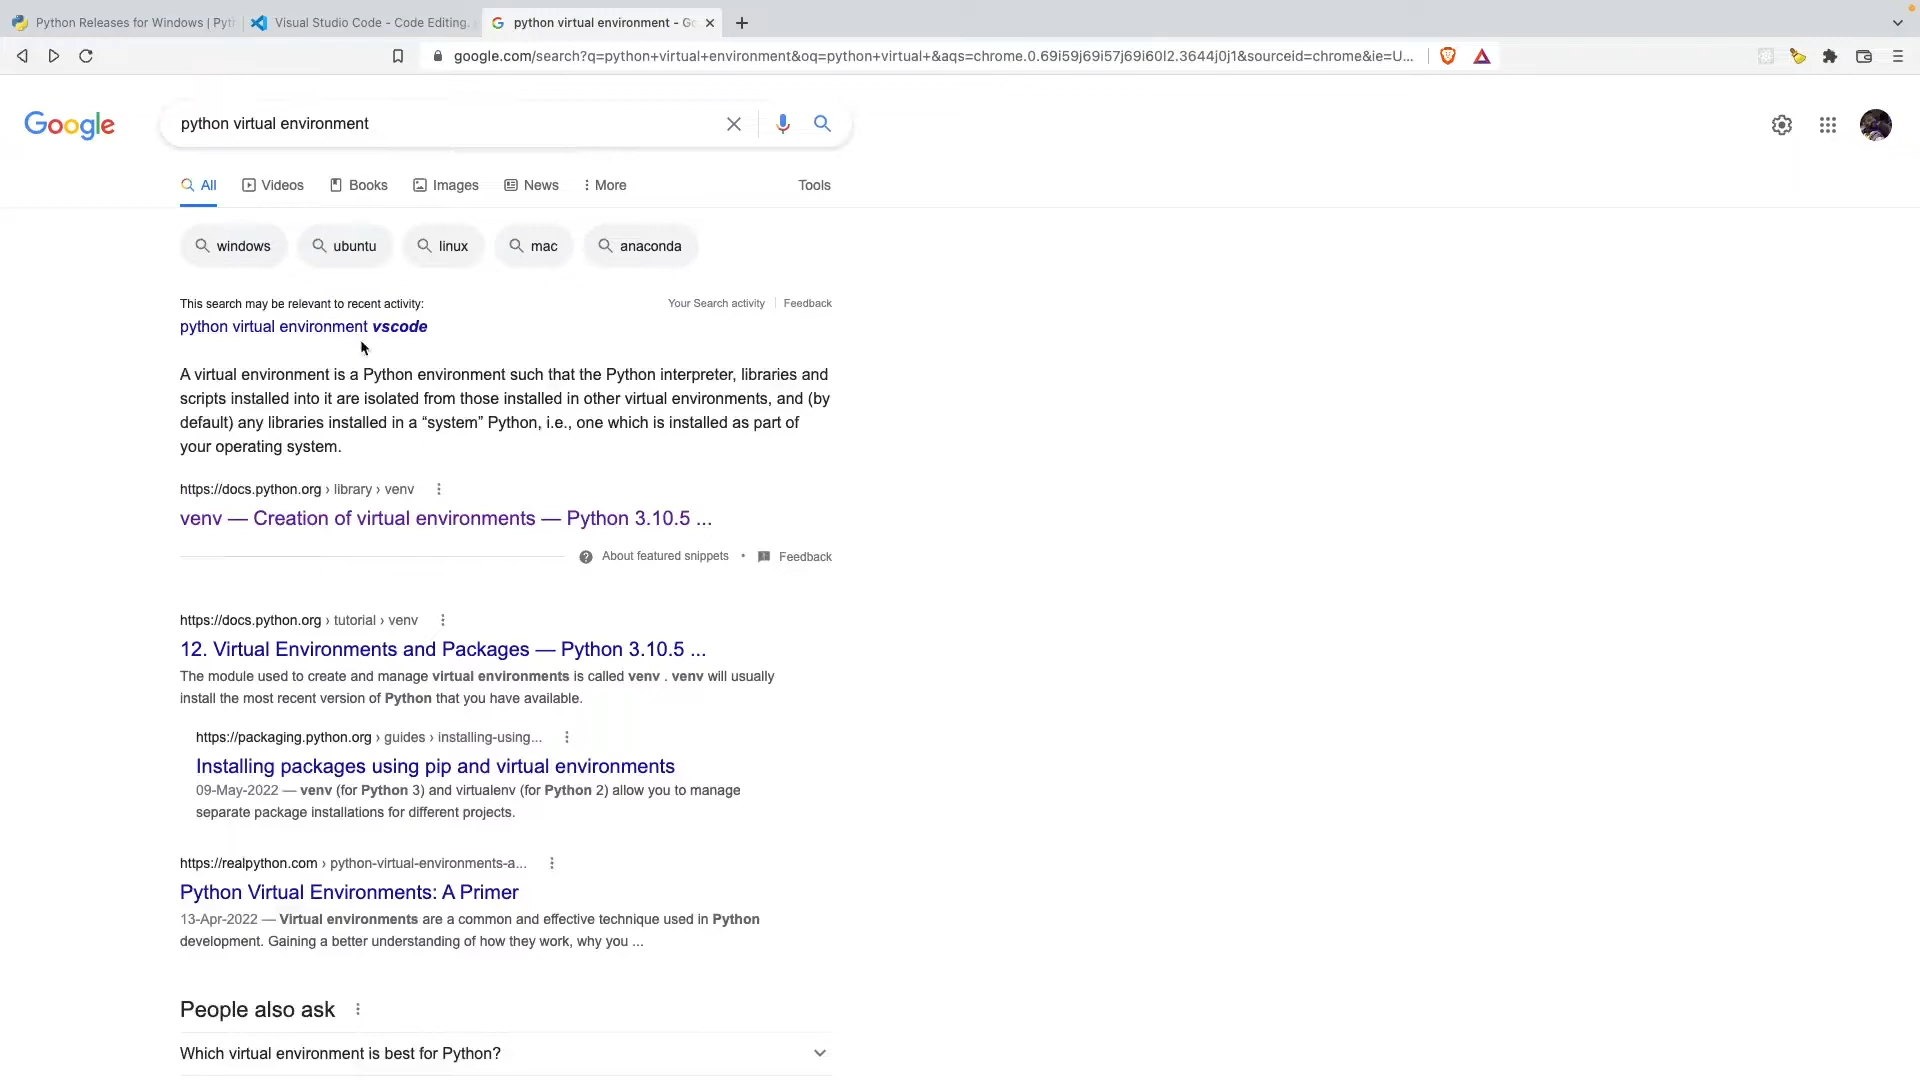 Python Releases for Windows | Pyth
Visual Studio Code - Code Editing.
python virtual environment - Go
google.com/search?q=python+virtual+environment&oq=python+virtual+&aqs=chrome.0.69i59j69i57j69i60l2.3644j0j1&sourceid=chrome&ie=U...
Google
python virtual environment
All
Videos
Books
Images
News
More
Tools
windows
ubuntu
linux
mac
anaconda
This search may be relevant to recent activity:
Your Search activity
Feedback
python virtual environment vscode
A virtual environment is a Python environment such that the Python interpreter, libraries and
scripts installed into it are isolated from those installed in other virtual environments, and (by
default) any libraries installed in a “system” Python, i.e., one which is installed as part of
your operating system.
https://docs.python.org › library › venv
venv — Creation of virtual environments — Python 3.10.5 ...
About featured snippets • Feedback
https://docs.python.org › tutorial › venv
12. Virtual Environments and Packages — Python 3.10.5 ...
The module used to create and manage virtual environments is called venv . venv will usually
install the most recent version of Python that you have available.
https://packaging.python.org › guides › installing-using...
Installing packages using pip and virtual environments
09-May-2022 — venv (for Python 3) and virtualenv (for Python 2) allow you to manage
separate package installations for different projects.
https://realpython.com › python-virtual-environments-a...
Python Virtual Environments: A Primer
13-Apr-2022 — Virtual environments are a common and effective technique used in Python
development. Gaining a better understanding of how they work, why you ...
People also ask
Which virtual environment is best for Python?